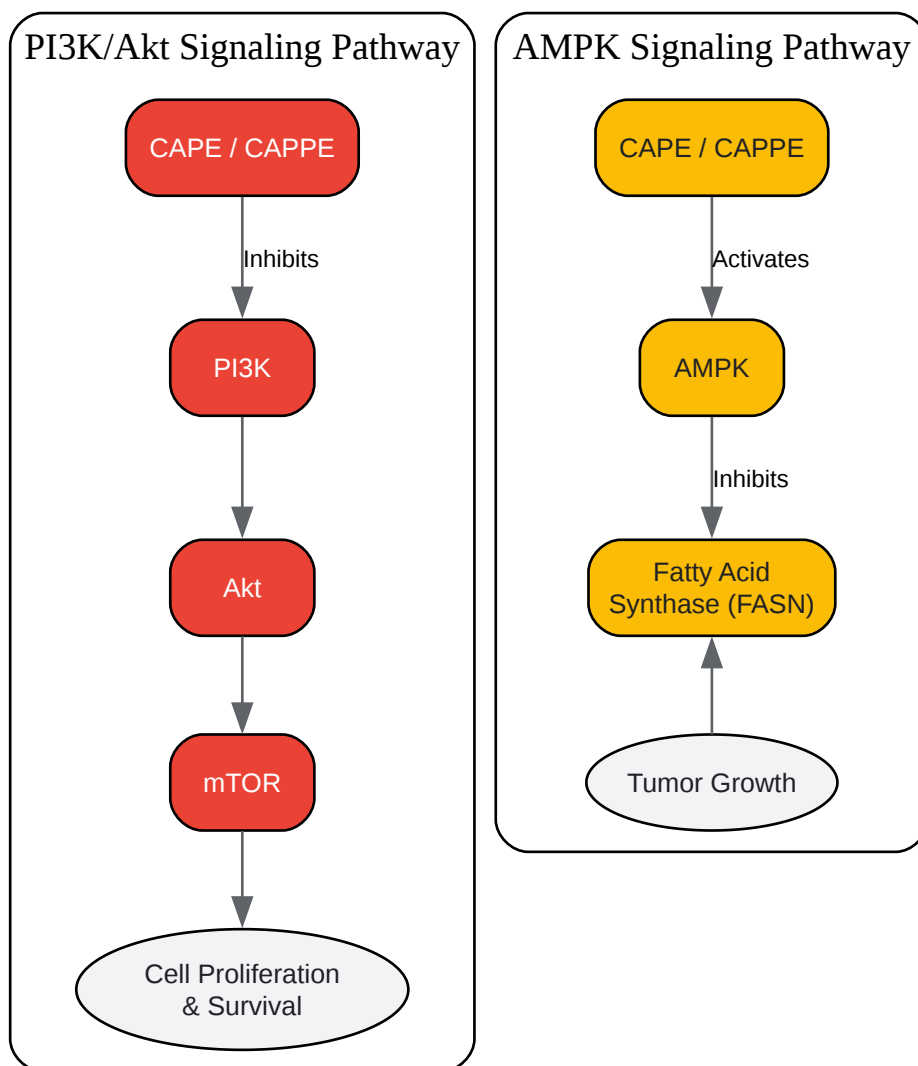 PI3K/Akt Signaling Pathway
CAPE / CAPPE
Inhibits
PI3K
Akt
mTOR
Cell Proliferation
& Survival
AMPK Signaling Pathway
CAPE / CAPPE
Activates
AMPK
Inhibits
Fatty Acid
Synthase (FASN)
Tumor Growth